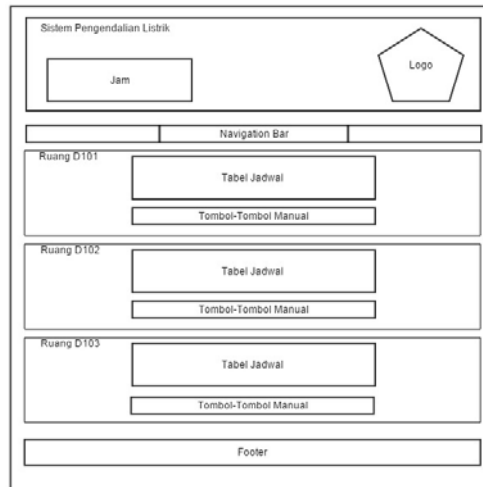 Sistem Pengendalian Listrik
Jam
Logo
Navigation Bar
Ruang D101
Tabel Jadwal
Tombol-Tombol Manual
Ruang D102
Tabel Jadwal
Tombol-Tombol Manual
Ruang D103
Tabel Jadwal
Tombol-Tombol Manual
Footer